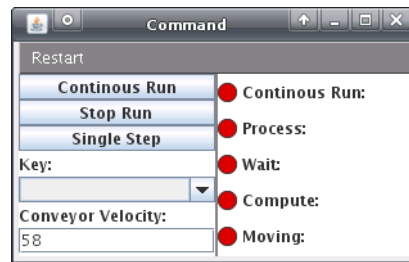 Command
Restart
Continous Run
Stop Run
Single Step
Key:
Conveyor Velocity:
58
Continous Run:
Process:
Wait:
Compute:
Moving: